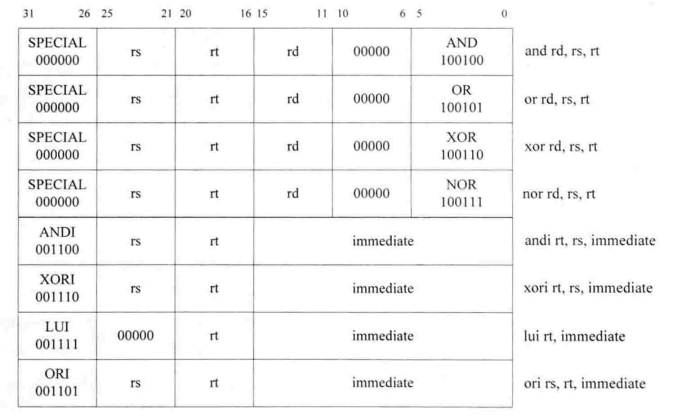 31 26 25 21 20 16 15 11 10 6 5 0
SPECIAL AND
000000 rs rt rd 00000 100100 and rd, rs, rt
SPECIAL OR
000000 rs rt rd 00000 100101 or rd, rs, rt
SPECIAL XOR
000000 rs rt rd 00000 100110 xor rd, rs, rt
SPECIAL NOR
000000 rs rt rd 00000 100111 nor rd, rs, rt
ANDI
001100 rs rt immediate andi rt, rs, immediate
XORI
001110 rs rt immediate xori rt, rs, immediate
LUI
001111 00000 rt immediate lui rt, immediate
ORI
001101 rs rt immediate ori rs, rt, immediate